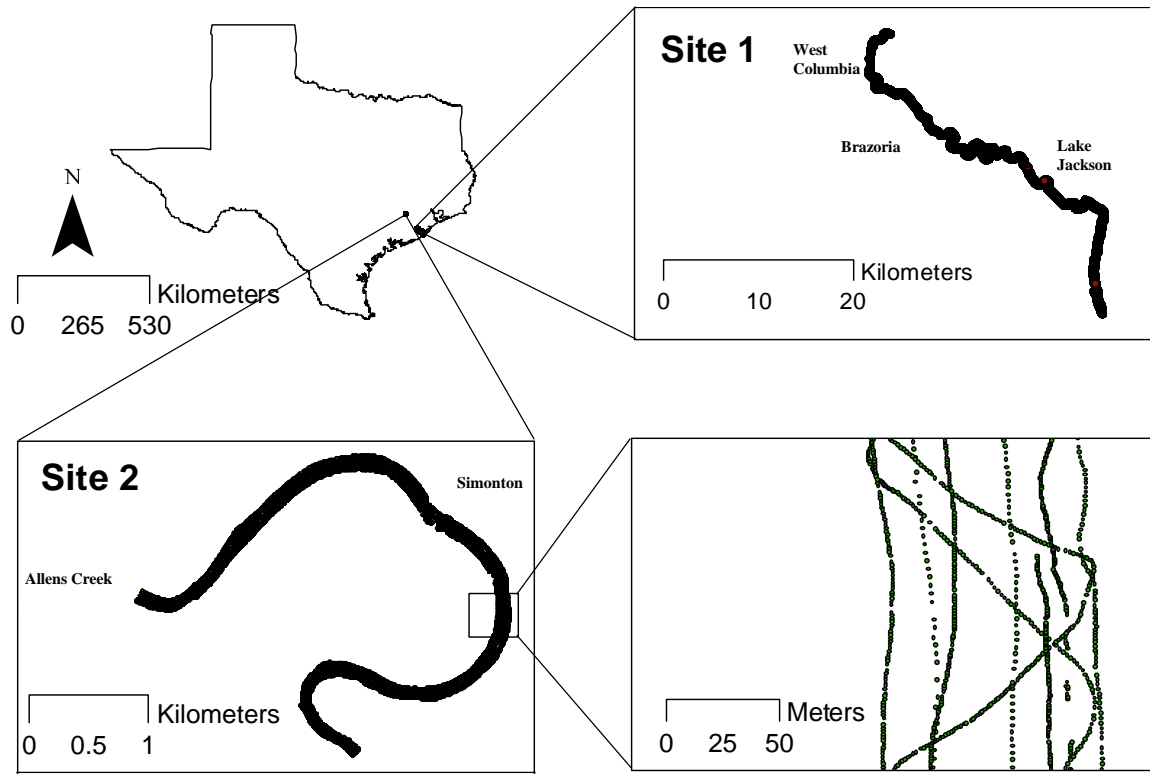 N
Kilometers
0 265 530
Site 1
West
Columbia
Brazoria
Lake
Jackson
Kilometers
0 10 20
Site 2
Simonton
Allens Creek
Kilometers
0 0.5 1
Meters
0 25 50